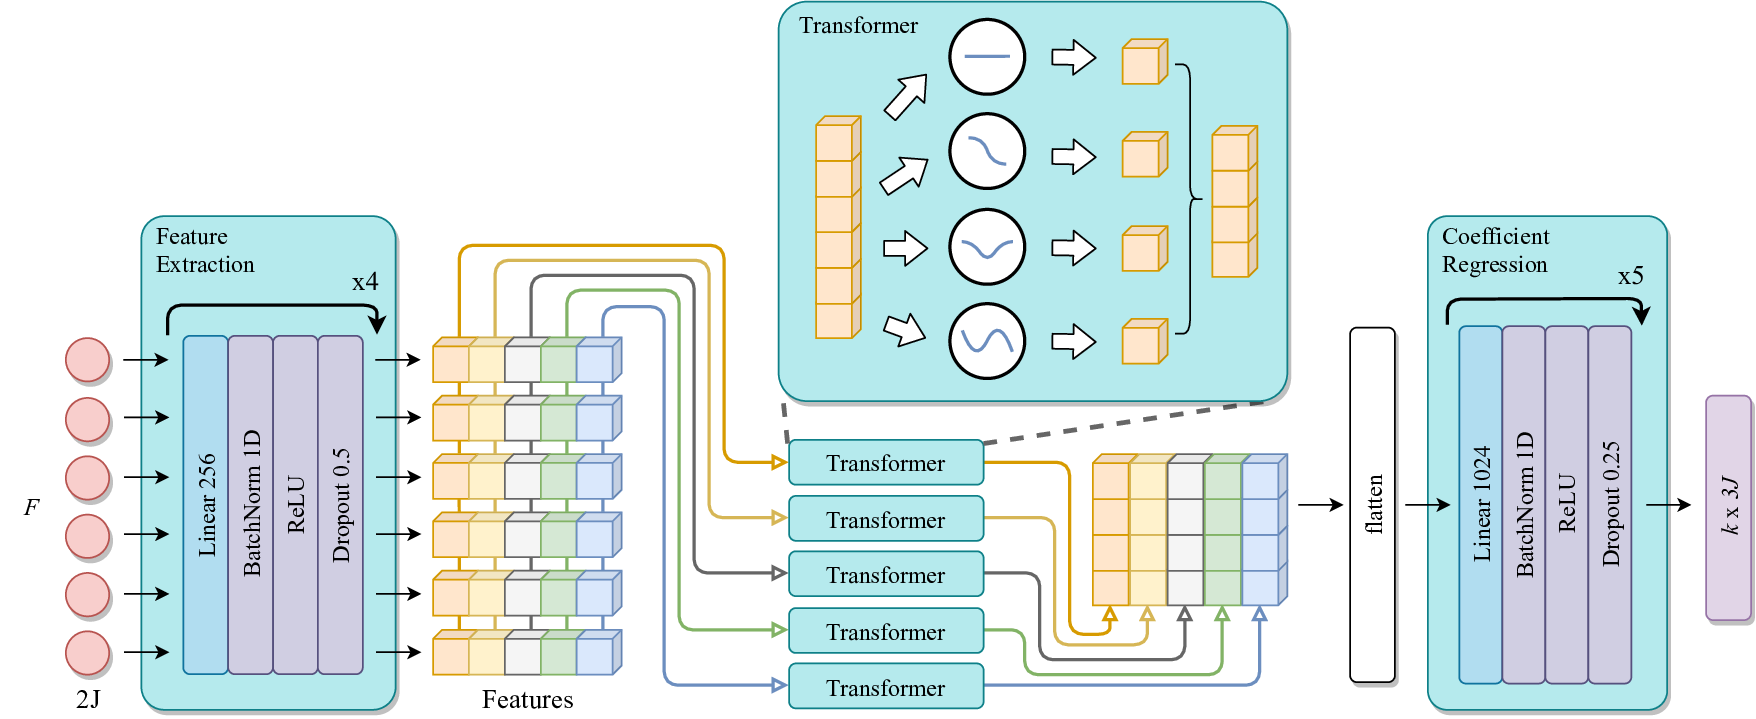 Transformer
Feature
Extraction
x4
F
2J
Linear 256
BatchNorm 1D
ReLU
Dropout 0.5
Features
Transformer
Transformer
Transformer
Transformer
Transformer
flatten
Coefficient
Regression
x5
Linear 1024
BatchNorm 1D
ReLU
Dropout 0.25
k x 3J